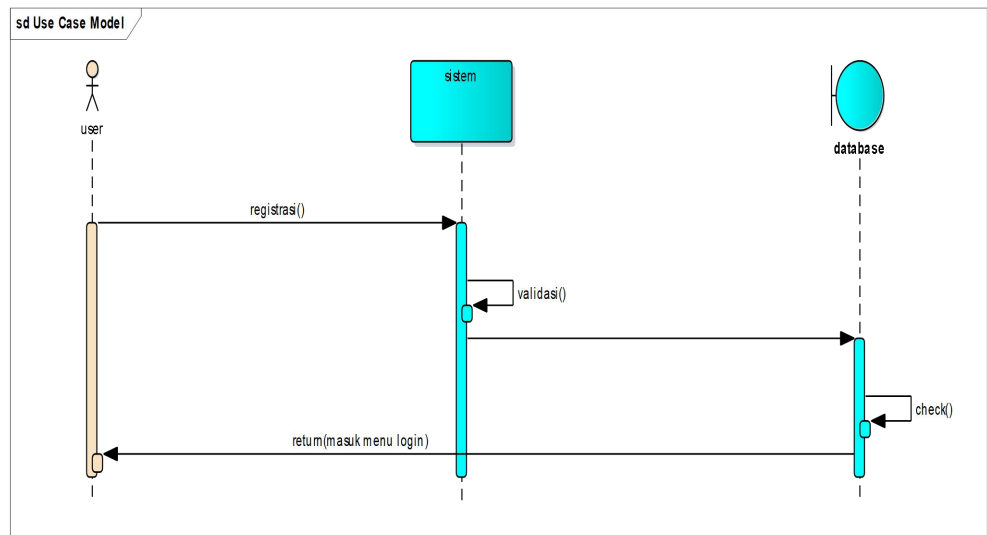 sd Use Case Model
sistem
user
database
registrasi()
validasi()
check()
return(masuk menu login)